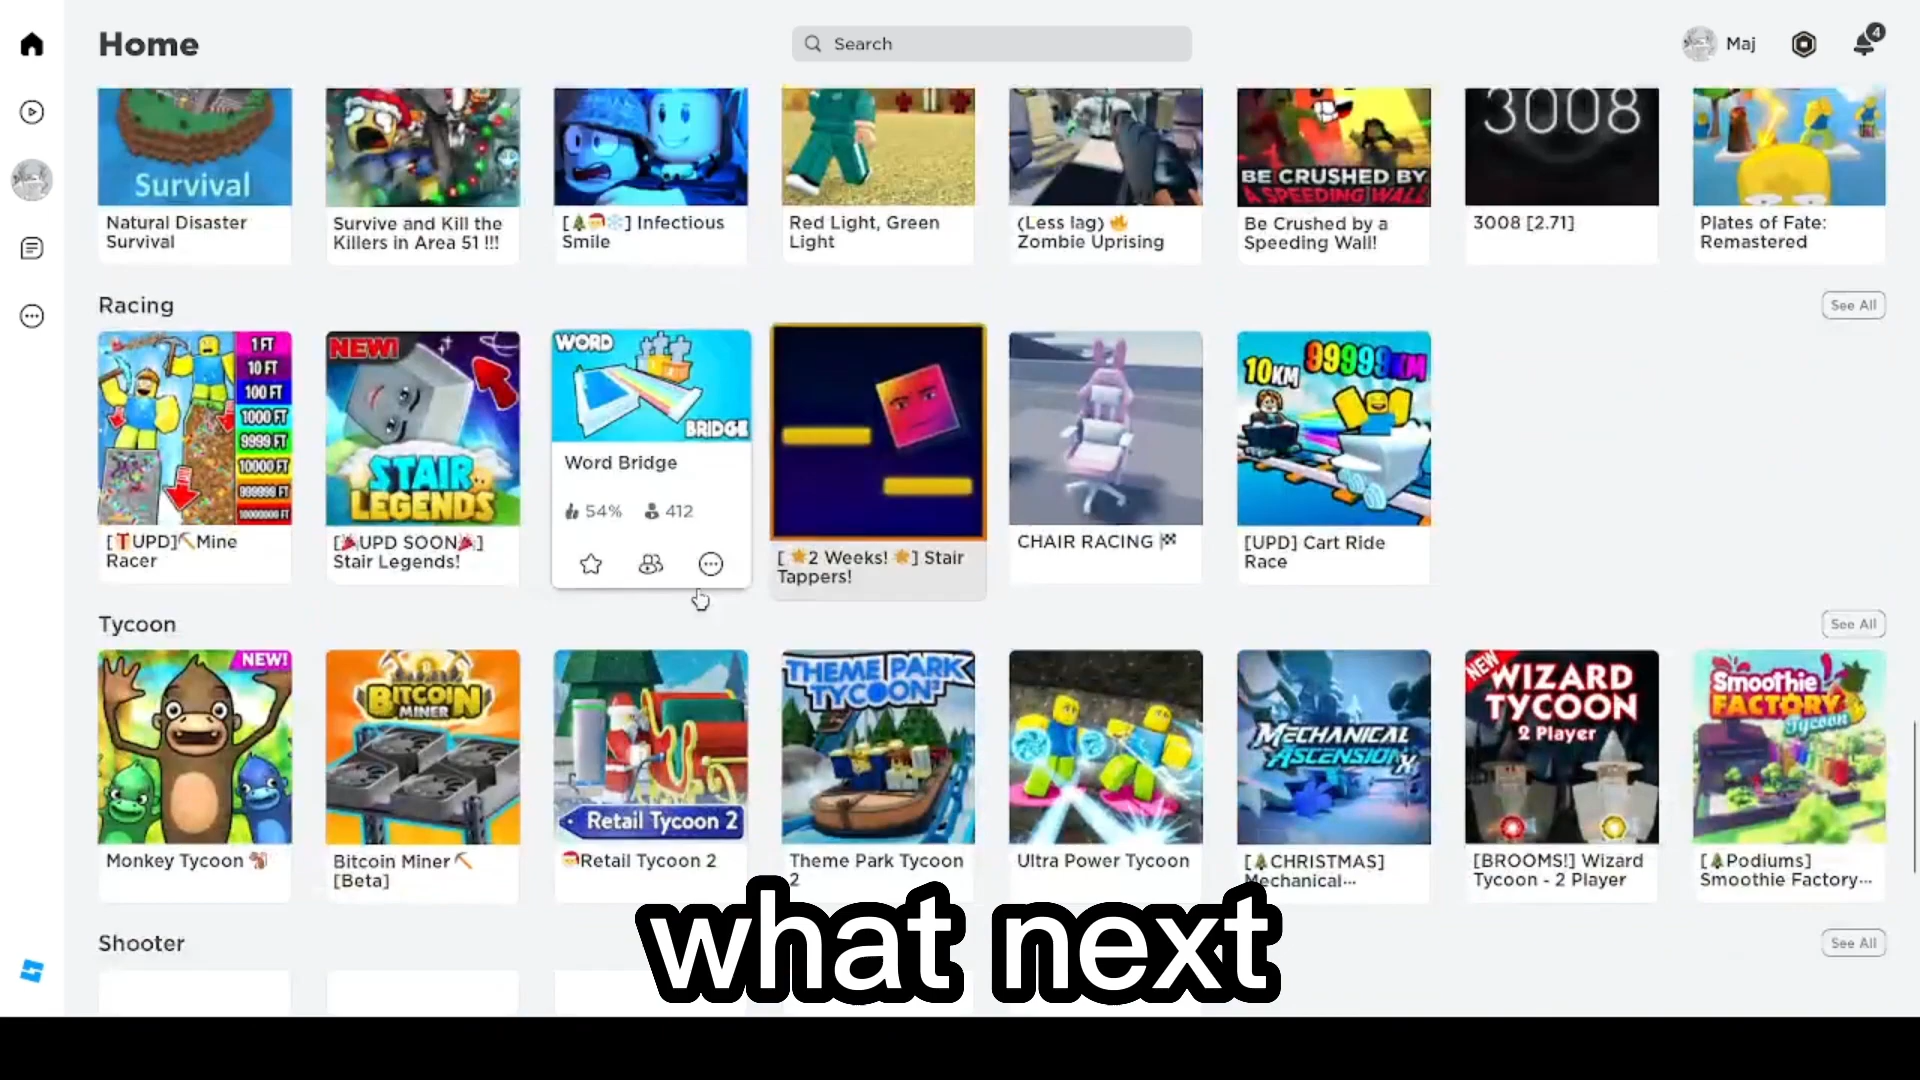 Home
Search
Maj
4
Survival
BE CRUSHED BY
A SPEEDING WALL
3008
Natural Disaster
Survival
Survive and Kill the
Killers in Area 51 !!!
[🎄🎅❄️] Infectious
Smile
Red Light, Green
Light
(Less lag) 🔥
Zombie Uprising
Be Crushed by a
Speeding Wall!
3008 [2.71]
Plates of Fate:
Remastered
Racing
See All
1 FT
10 FT
100 FT
1000 FT
9999 FT
10000 FT
999999 FT
NEW!
STAIR
LEGENDS
WORD
BRIDGE
10KM
99999KM
[🎁UPD]⛏Mine
Racer
[🎉UPD SOON🎉]
Stair Legends!
Word Bridge
54%
412
[ 🌟2 Weeks! 🌟] Stair
Tappers!
CHAIR RACING 🏁
[UPD] Cart Ride
Race
Tycoon
See All
NEW!
BITCOIN
MINER
Retail Tycoon 2
THEME PARK
TYCOON2
MECHANICAL
ASCENSION X
NEW
WIZARD
TYCOON
2 Player
Smoothie
FACTORY
Tycoon
Monkey Tycoon 🐒
Bitcoin Miner⛏
[Beta]
🎅Retail Tycoon 2
Theme Park Tycoon
2
Ultra Power Tycoon
[🎄CHRISTMAS]
Mechanical...
[BROOMS!] Wizard
Tycoon - 2 Player
[🎄Podiums]
Smoothie Factory...
Shooter
See All
what next